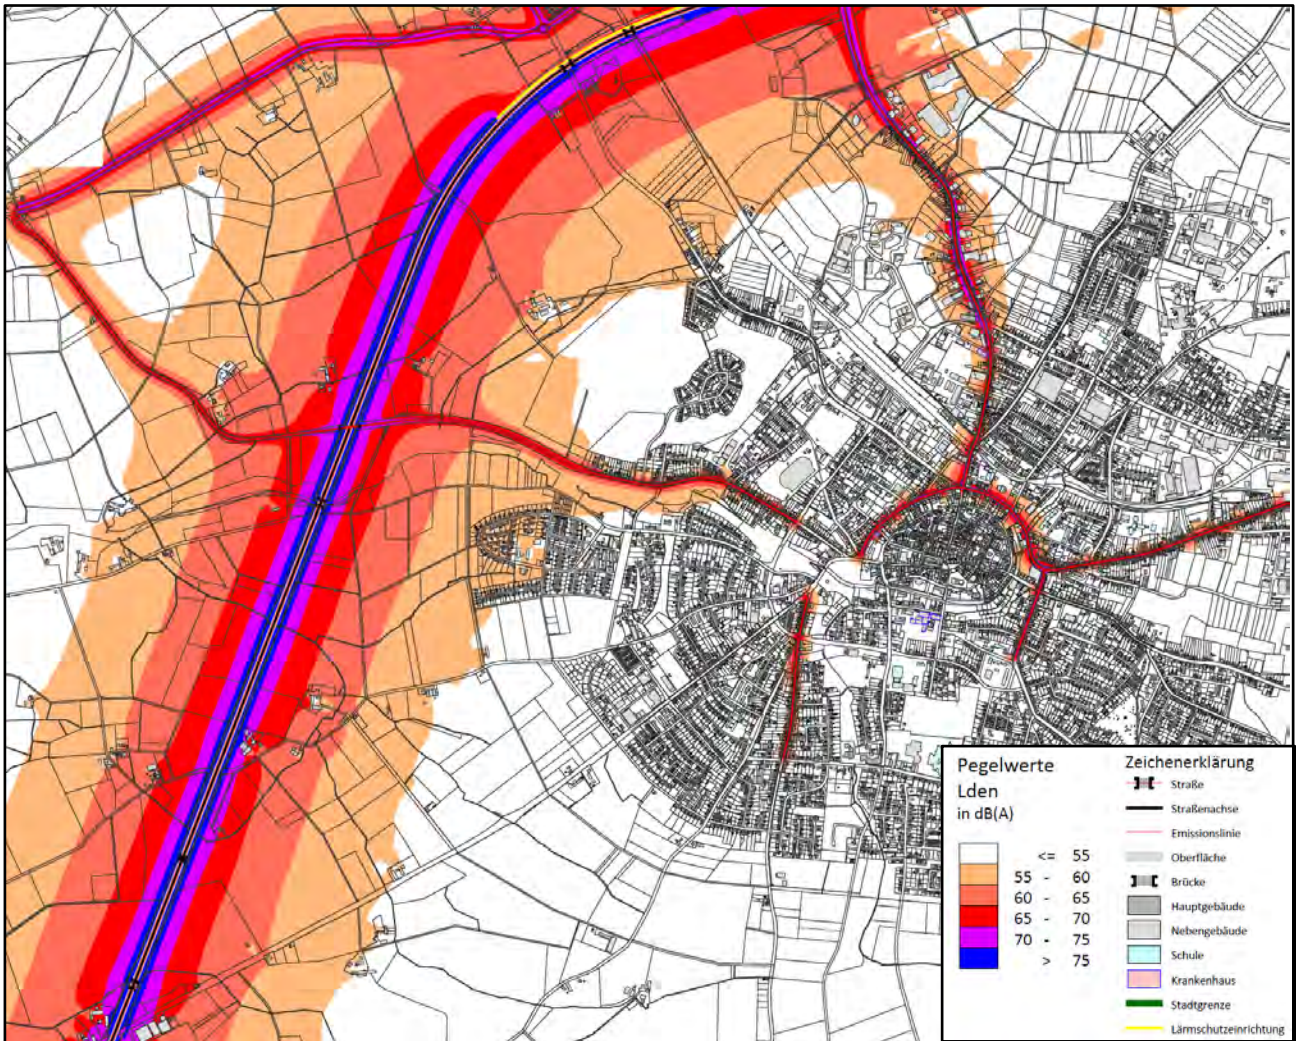 Pegelwerte
Lden
in dB(A)
<= 55
55 - 60
60 - 65
65 - 70
70 - 75
> 75
Zeichenerklärung
Straße
Straßenachse
Emissionslinie
Oberfläche
Brücke
Hauptgebäude
Nebengebäude
Schule
Krankenhaus
Stadtgrenze
Lärmschutzeinrichtung